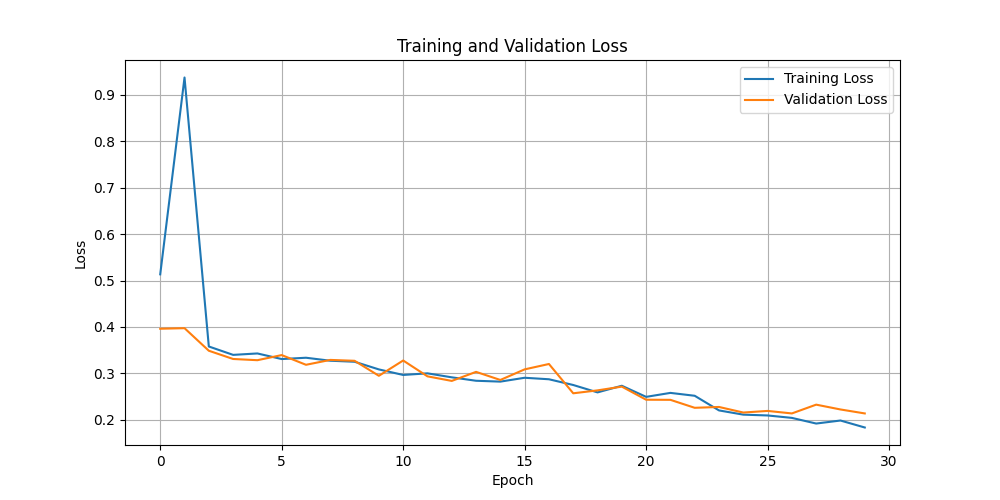 Training and Validation Loss
Training Loss
Validation Loss
0.9
0.8
0.7
0.6
0.5
0.4
0.3
0.2
Loss
0 5 10 15 20 25 30
Epoch